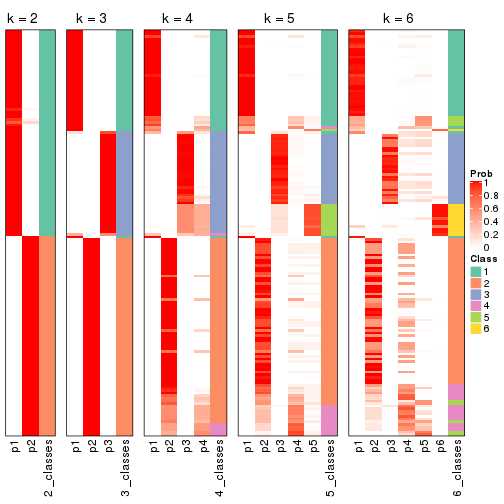 k = 2
k = 3
k = 4
k = 5
k = 6
Prob
1
0.8
0.6
0.4
0.2
0
Class
1
2
3
4
5
6
p1
p2
2_classes
p1
p2
p3
3_classes
p1
p2
p3
p4
4_classes
p1
p2
p3
p4
p5
5_classes
p1
p2
p3
p4
p5
p6
6_classes